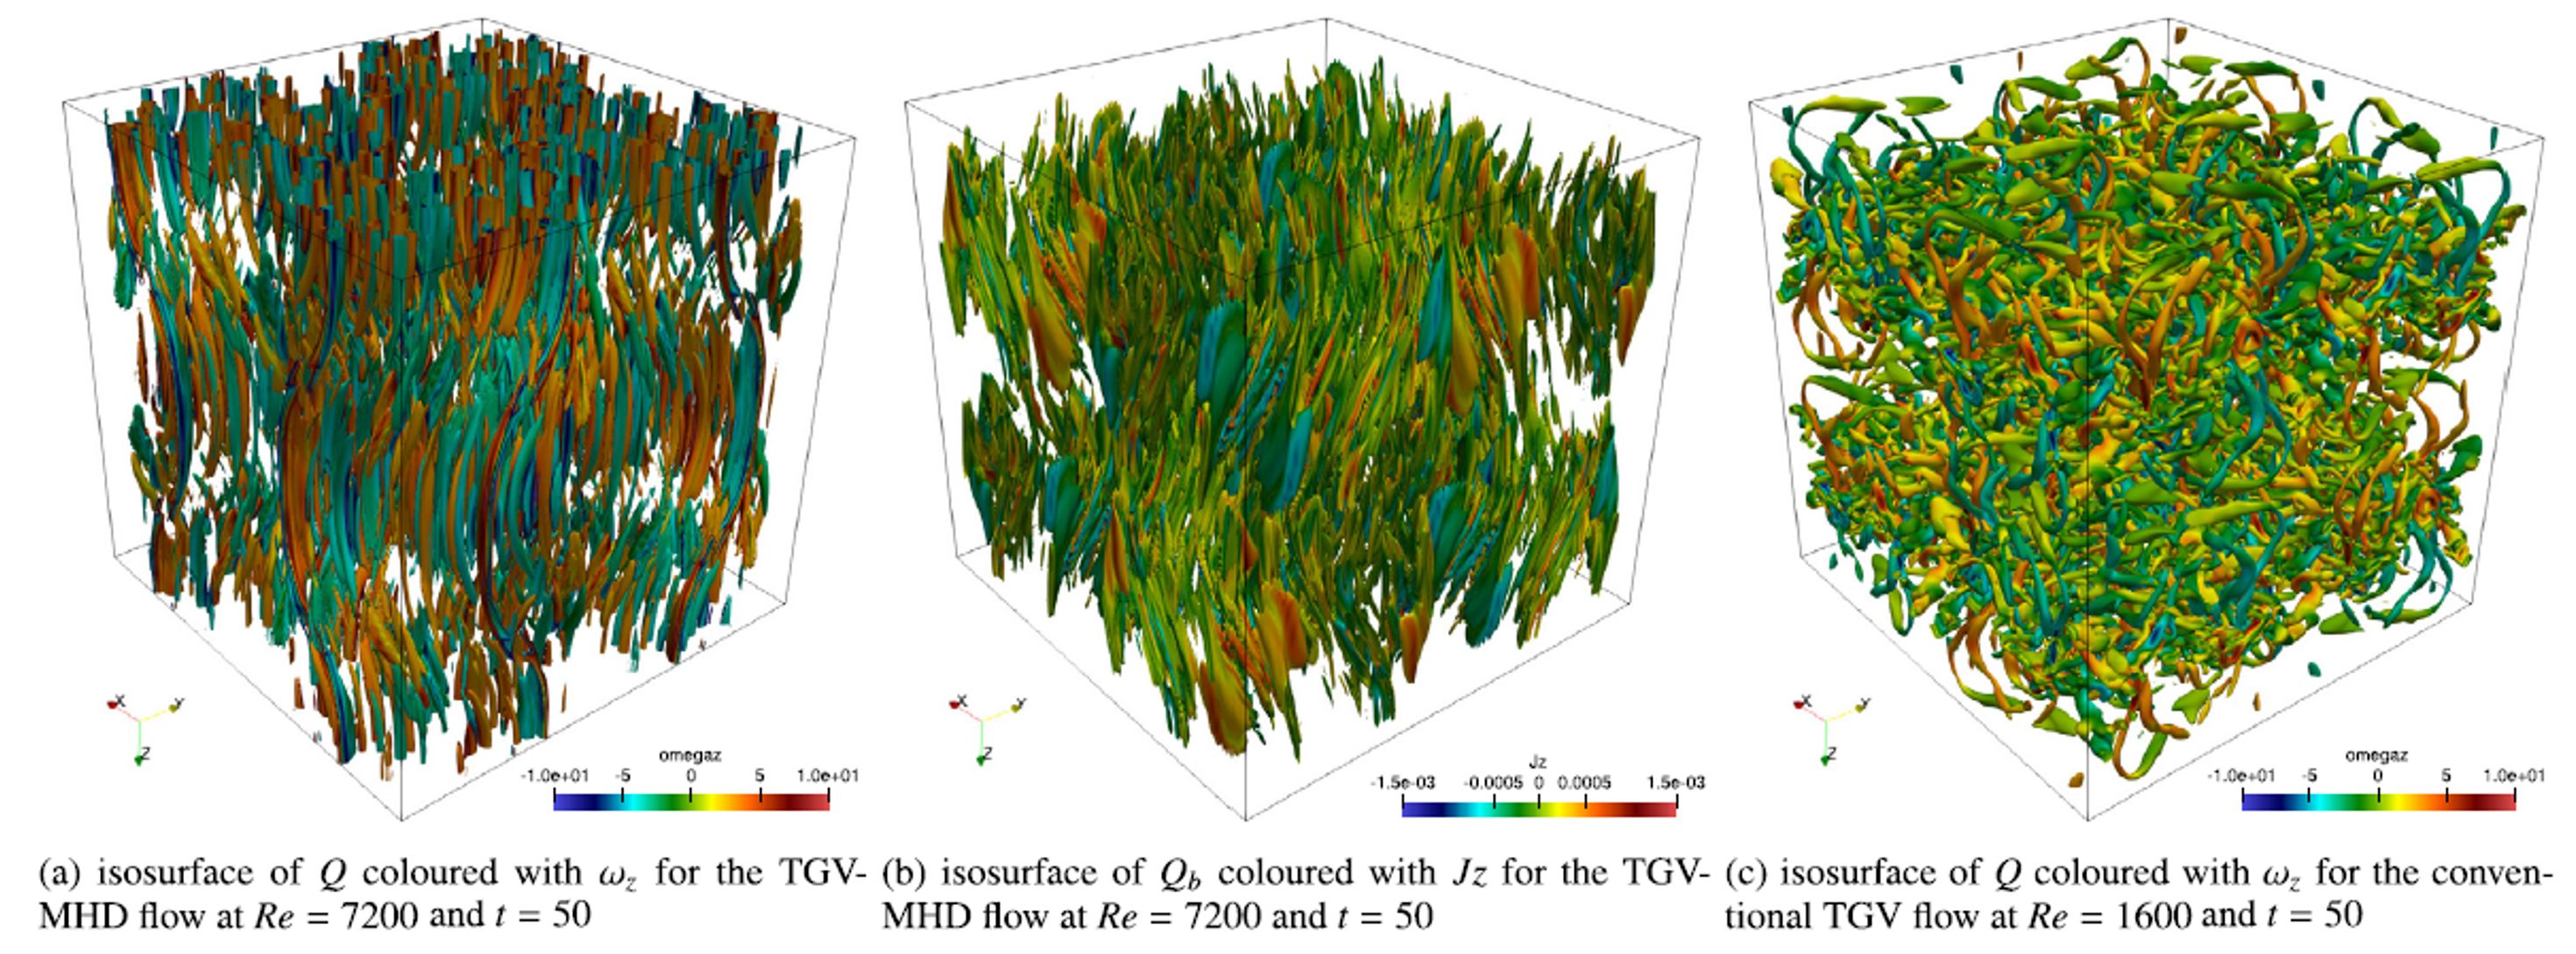 X Y Z
omegaz
-1.0e+01 -5 0 5 1.0e+01
X Y Z
Jz
-1.5e-03 -0.0005 0 0.0005 1.5e-03
X Y Z
omegaz
-1.0e+01 -5 0 5 1.0e+01
(a) isosurface of Q coloured with ω_z for the TGV-
MHD flow at Re = 7200 and t = 50
(b) isosurface of Q_b coloured with Jz for the TGV-
MHD flow at Re = 7200 and t = 50
(c) isosurface of Q coloured with ω_z for the conven-
tional TGV flow at Re = 1600 and t = 50